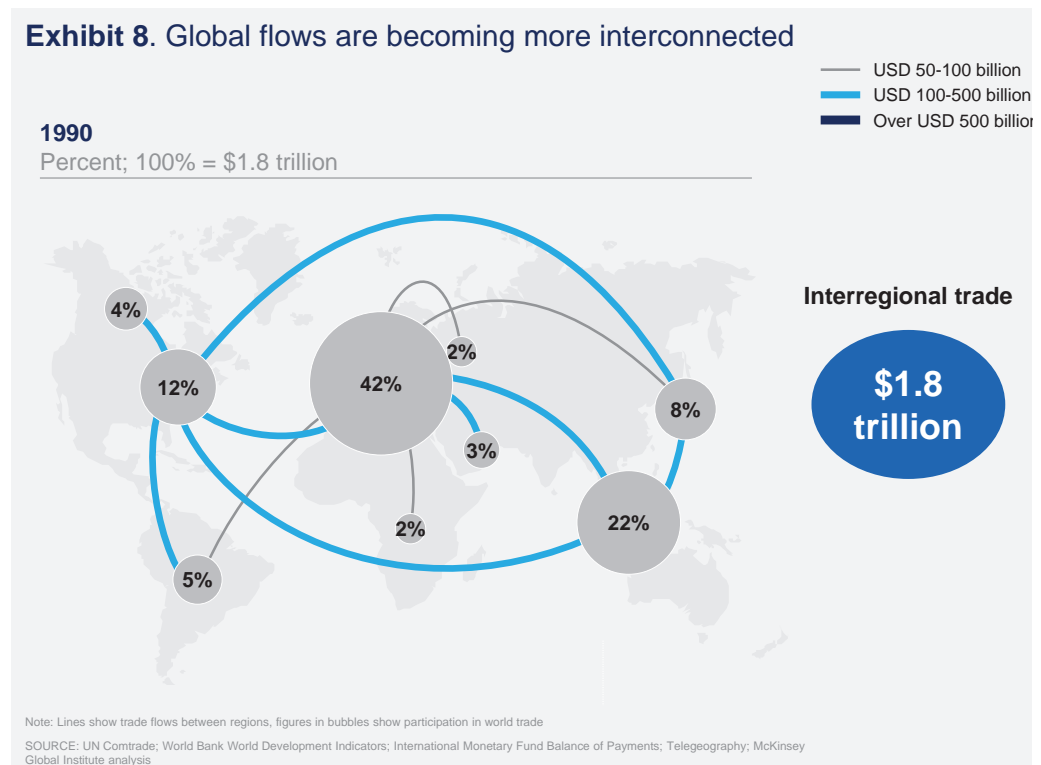 Exhibit 8. Global flows are becoming more interconnected
USD 50-100 billion
USD 100-500 billion
Over USD 500 billion
1990
Percent; 100% = $1.8 trillion
Interregional trade
$1.8
trillion
4%
12%
42%
2%
8%
3%
22%
2%
5%
Note: Lines show trade flows between regions, figures in bubbles show participation in world trade
SOURCE: UN Comtrade; World Bank World Development Indicators; International Monetary Fund Balance of Payments; Telegeography; McKinsey
Global Institute analysis